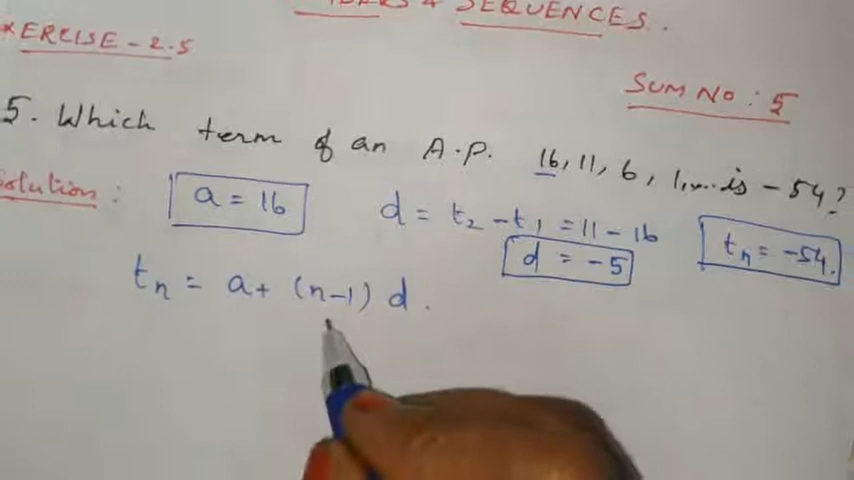 & SEQUENCES.
EXERCISE - 2.5
SUM NO: 5
5. Which term of an A.P. 16, 11, 6, 1, ... is -54?
Solution: a = 16 d = t₂ - t₁ = 11 - 16 tₙ = -54.
d = -5
tₙ = a + (n-1) d.